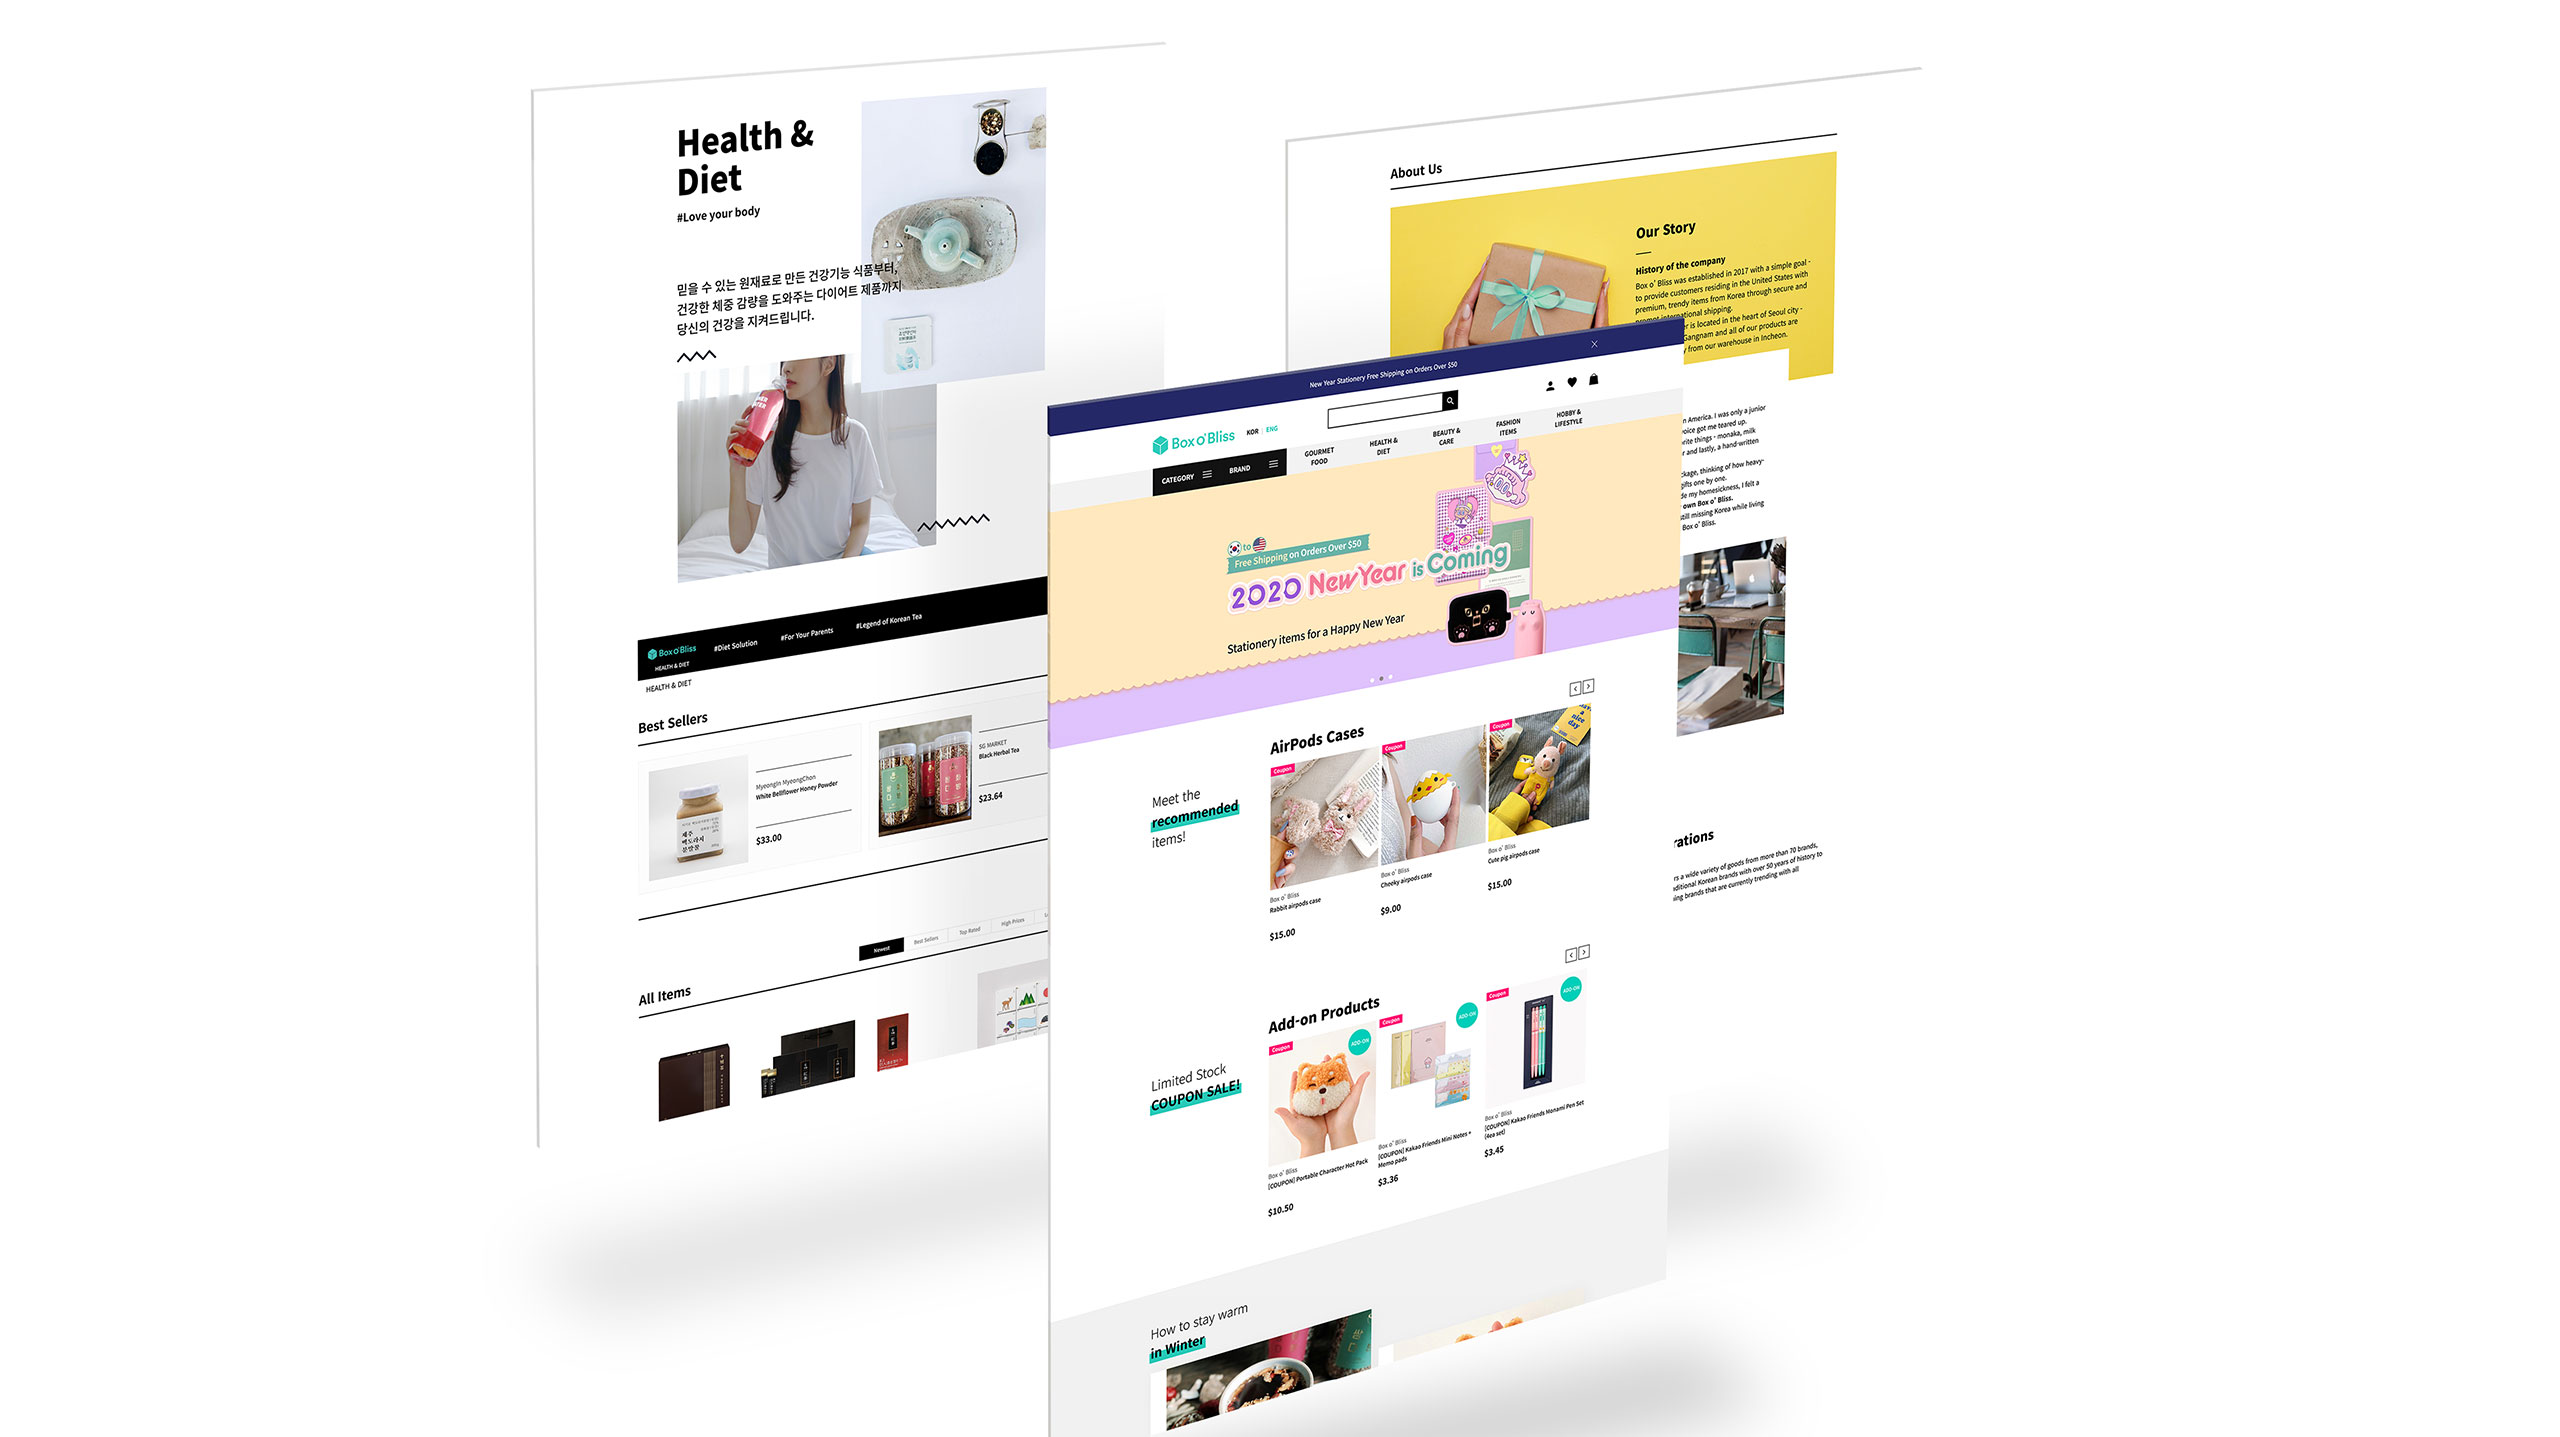 Health &
Diet
#Love your body
믿을 수 있는 원재료로 만든 건강기능 식품부터,
건강한 체중 감량을 도와주는 다이어트 제품까지
당신의 건강을 지켜드립니다.
Box o' Bliss
HEALTH & DIET
#Diet Solution
#For Your Parents
#Legend of Korean Tea
HEALTH & DIET
Best Sellers
MyeongIn MyeongChon
White Bellflower Honey Powder
$33.00
SG MARKET
Black Herbal Tea
$23.64
Newest
Best Sellers
Top Rated
High Prices
All Items
About Us
Our Story
History of the company
Box o' Bliss was established in 2017 with a simple goal -
to provide customers residing in the United States with
premium, trendy items from Korea through secure and
prompt international shipping.
r is located in the heart of Seoul city -
Gangnam and all of our products are
y from our warehouse in Incheon.
n America. I was only a junior
voice got me teared up.
rite things - monaka, milk
r and lastly, a hand-written
ckage, thinking of how heavy-
gifts one by one.
de my homesickness, I felt a
own Box o' Bliss.
still missing Korea while living
Box o' Bliss.
rations
rs a wide variety of goods from more than 70 brands,
ditional Korean brands with over 50 years of history to
ing brands that are currently trending with all
New Year Stationery Free Shipping on Orders Over $50
Box o' Bliss
KOR | ENG
CATEGORY
BRAND
GOURMET
FOOD
HEALTH &
DIET
BEAUTY &
CARE
FASHION
ITEMS
HOBBY &
LIFESTYLE
to
Free Shipping on Orders Over $50
2020 New Year is Coming
Stationery items for a Happy New Year
Meet the
recommended
items!
AirPods Cases
Coupon
Box o' Bliss
Rabbit airpods case
$15.00
Coupon
Box o' Bliss
Cheeky airpods case
$9.00
Coupon
a
nice
day
Box o' Bliss
Cute pig airpods case
$15.00
Limited Stock
COUPON SALE!
Add-on Products
Coupon
ADD-ON
Box o' Bliss
[COUPON] Portable Character Hot Pack
$10.50
Coupon
ADD-ON
Box o' Bliss
[COUPON] Kakao Friends Mini Notes +
Memo pads
$3.36
Coupon
ADD-ON
Box o' Bliss
[COUPON] Kakao Friends Monami Pen Set
(4ea set)
$3.45
How to stay warm
in Winter